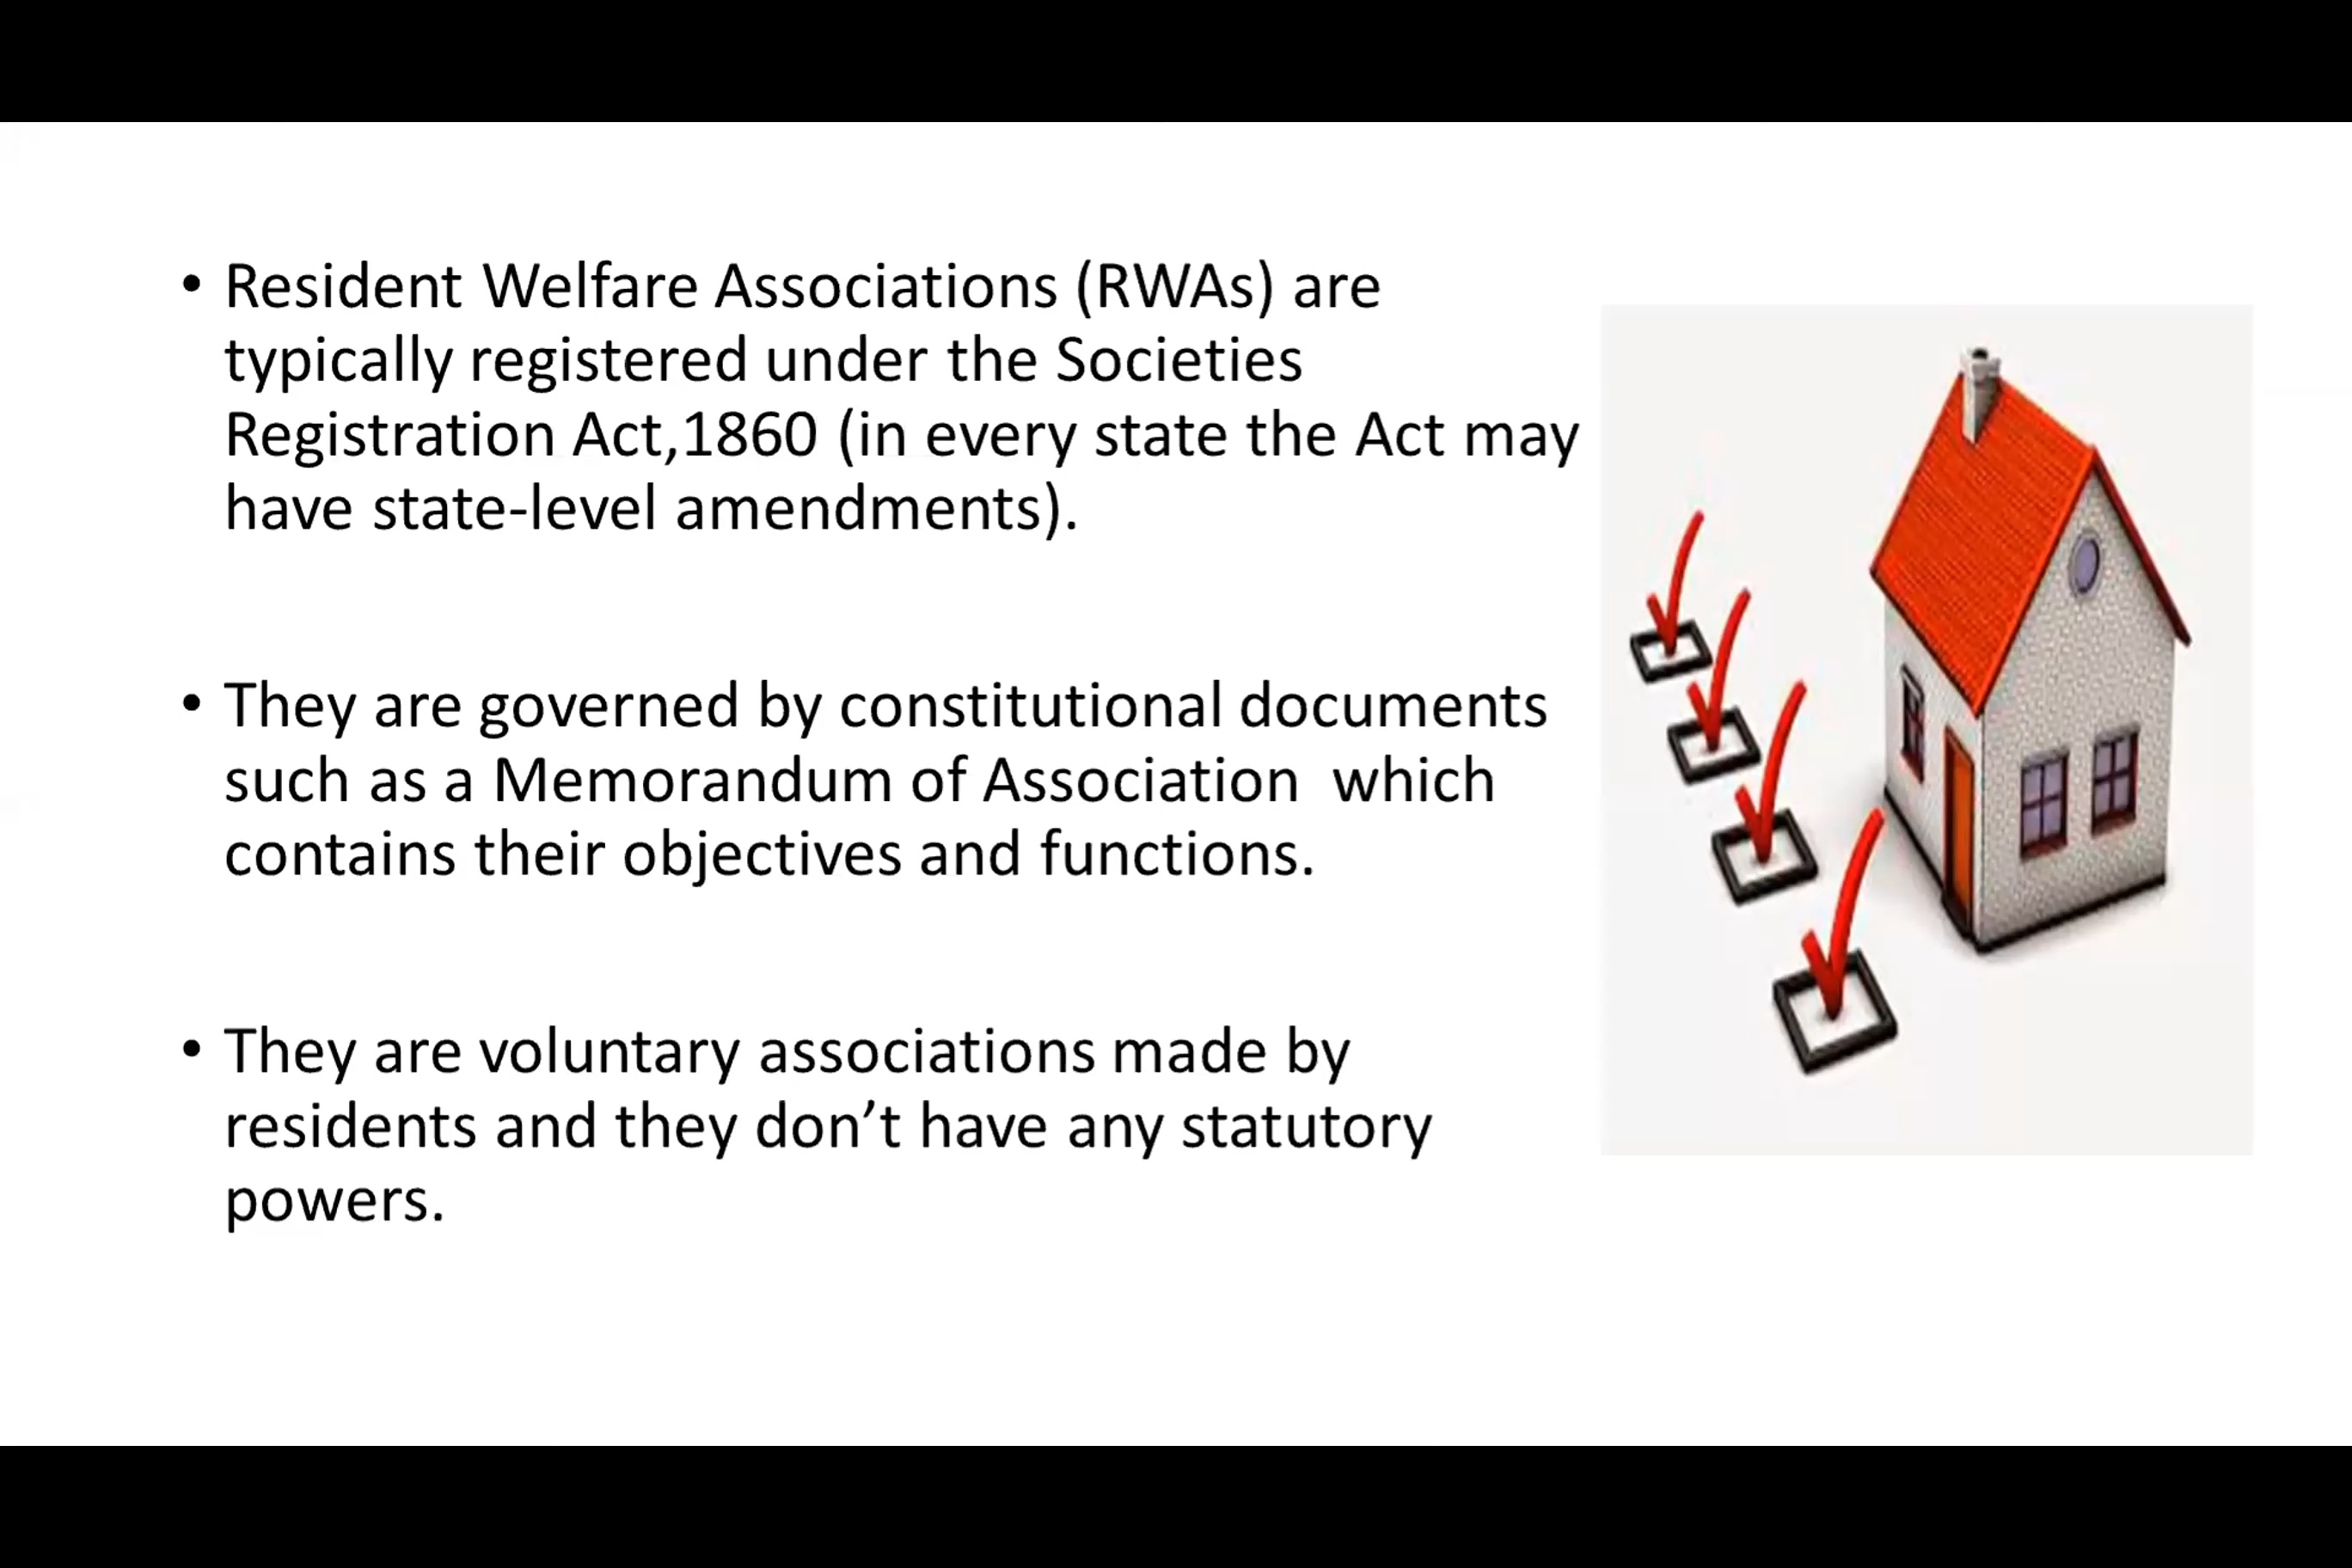 • Resident Welfare Associations (RWAs) are
typically registered under the Societies
Registration Act,1860 (in every state the Act may
have state-level amendments).
• They are governed by constitutional documents
such as a Memorandum of Association  which
contains their objectives and functions.
• They are voluntary associations made by
residents and they don’t have any statutory
powers.